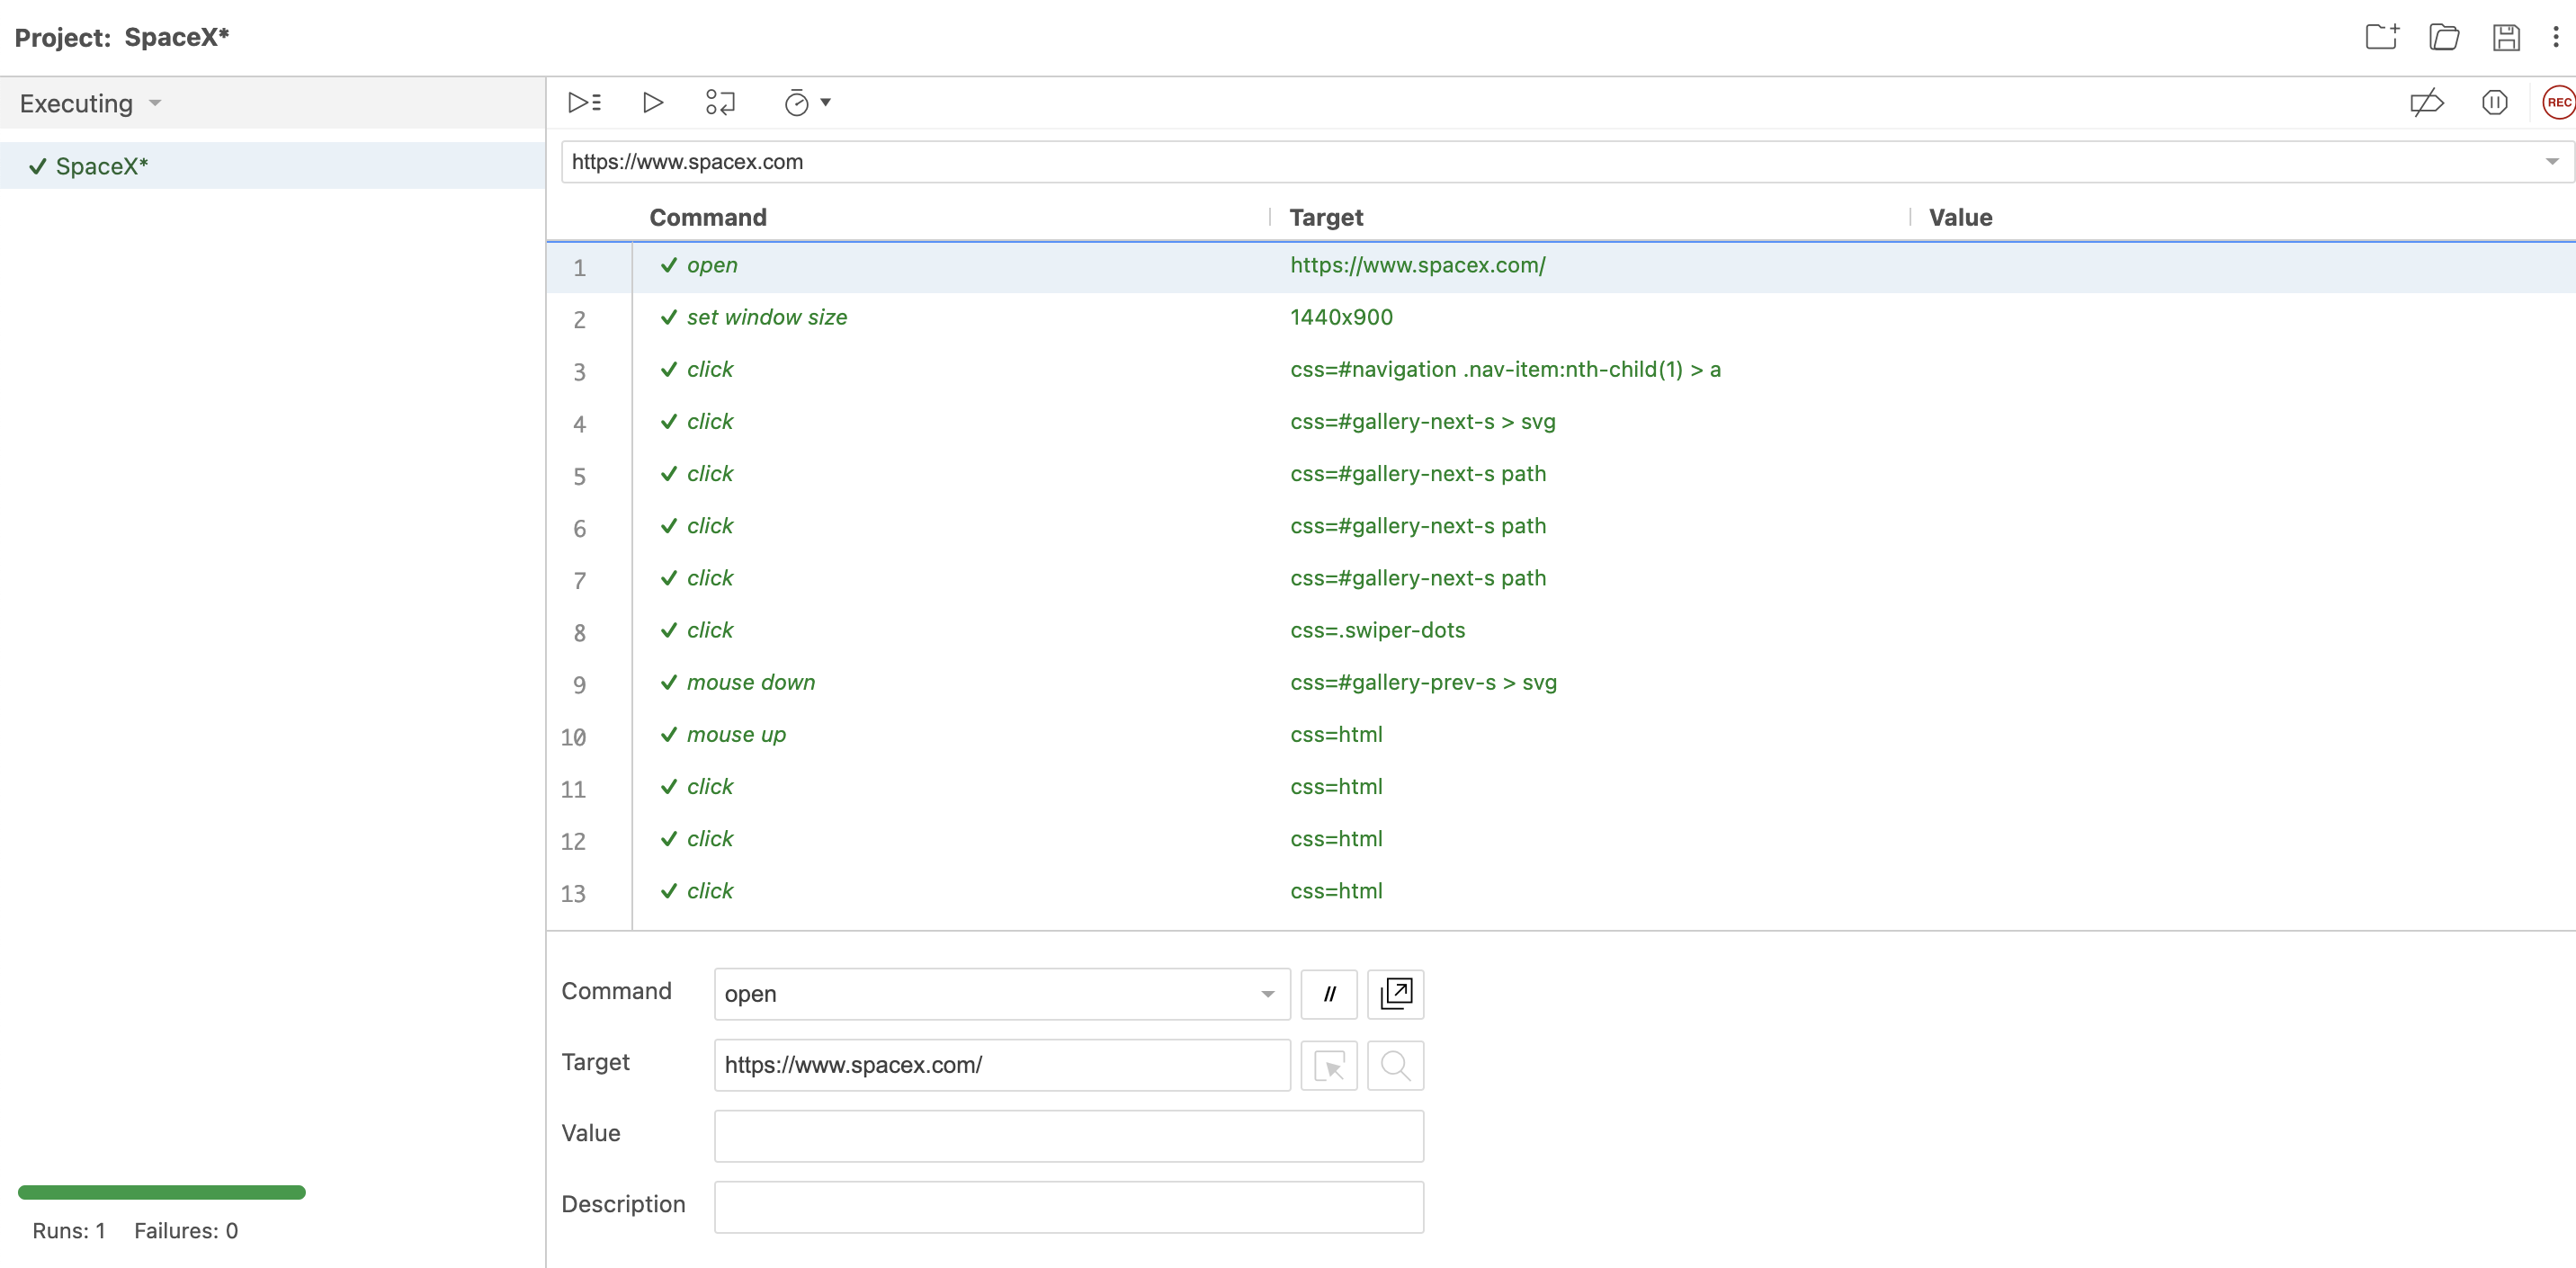 Project: SpaceX*
Executing
REC
SpaceX*
https://www.spacex.com
Command Target Value
1 open https://www.spacex.com/
2 set window size 1440x900
3 click css=#navigation .nav-item:nth-child(1) > a
4 click css=#gallery-next-s > svg
5 click css=#gallery-next-s path
6 click css=#gallery-next-s path
7 click css=#gallery-next-s path
8 click css=.swiper-dots
9 mouse down css=#gallery-prev-s > svg
10 mouse up css=html
11 click css=html
12 click css=html
13 click css=html
Command open //
Target https://www.spacex.com/
Value
Description
Runs: 1 Failures: 0